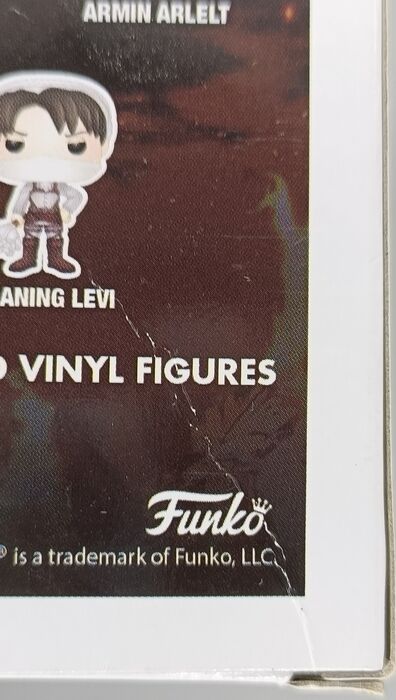 ARMIN ARLELT
ANING LEVI
VINYL FIGURES
Funko
® is a trademark of Funko, LLC